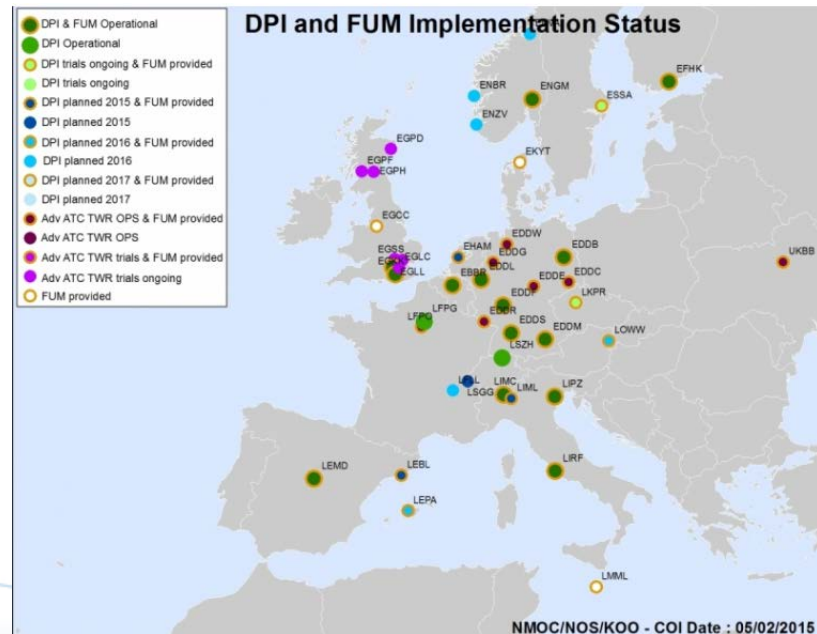 DPI and FUM Implementation Status
DPI & FUM Operational
DPI Operational
DPI trials ongoing & FUM provided
DPI trials ongoing
DPI planned 2015 & FUM provided
DPI planned 2015
DPI planned 2016 & FUM provided
DPI planned 2016
DPI planned 2017 & FUM provided
DPI planned 2017
Adv ATC TWR OPS & FUM provided
Adv ATC TWR OPS
Adv ATC TWR trials & FUM provided
Adv ATC TWR trials ongoing
FUM provided
EFHK
ENBR
ENGM
ESSA
ENZV
EGPD
EKYT
EGPF
EGPH
EGCC
EDDW
EGSS
EGLC
EHAM
EDDG
EDDB
UKBB
EGLL
EBBR
EDDL
EDDE
EDDC
LKPR
EDDF
LFPG
LFPO
EDDR
EDDS
EDDM
LOWW
LSZH
LFLL
LSGG
LIMC
LIML
LIPZ
LEMD
LEBL
LIRF
LEPA
LMML
NMOC/NOS/KOO - COI Date : 05/02/2015